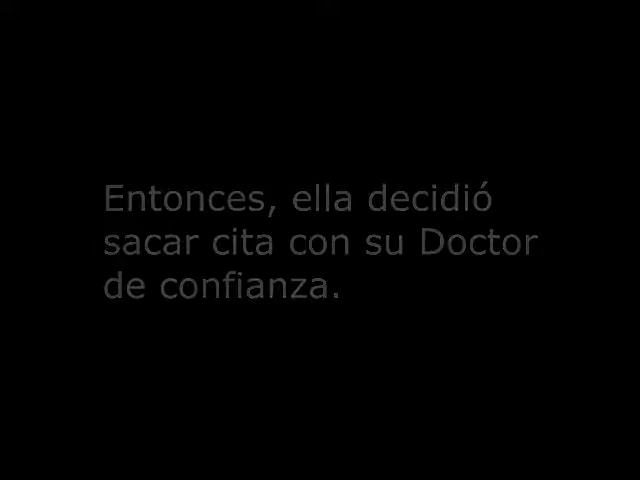 Entonces, ella decidió
sacar cita con su Doctor
de confianza.